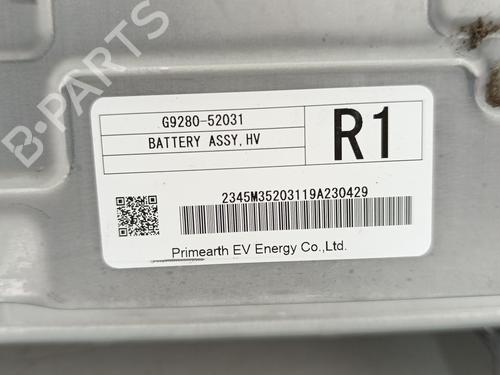 G9280-52031
BATTERY ASSY,HV
R1
2345M35203119A230429
Primearth EV Energy Co.,Ltd.
B-PARTS